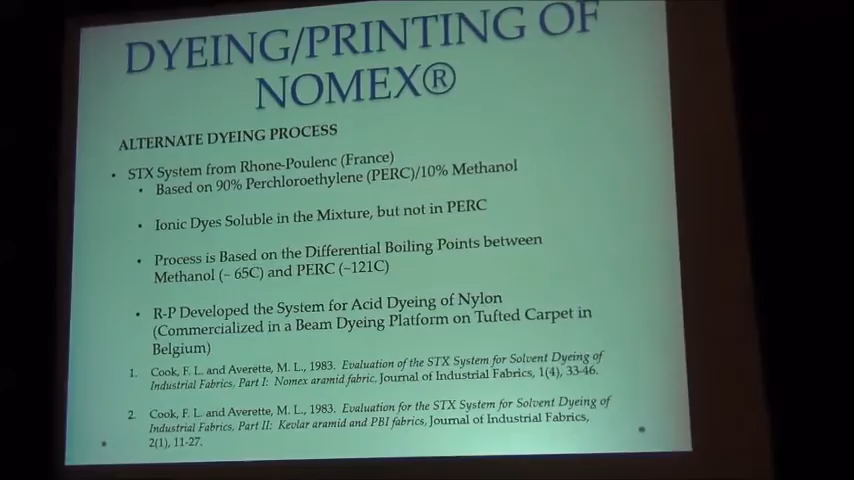 DYEING/PRINTING OF
NOMEX®
ALTERNATE DYEING PROCESS
• STX System from Rhone-Poulenc (France)
• Based on 90% Perchloroethylene (PERC)/10% Methanol
• Ionic Dyes Soluble in the Mixture, but not in PERC
• Process is Based on the Differential Boiling Points between
Methanol (~ 65C) and PERC (~121C)
• R-P Developed the System for Acid Dyeing of Nylon
(Commercialized in a Beam Dyeing Platform on Tufted Carpet in
Belgium)
1. Cook, F. L. and Averette, M. L., 1983. Evaluation of the STX System for Solvent Dyeing of
Industrial Fabrics, Part I: Nomex aramid fabric, Journal of Industrial Fabrics, 1(4), 33-46.
2. Cook, F. L. and Averette, M. L., 1983. Evaluation for the STX System for Solvent Dyeing of
Industrial Fabrics, Part II: Kevlar aramid and PBI fabrics, Journal of Industrial Fabrics,
2(1), 11-27.